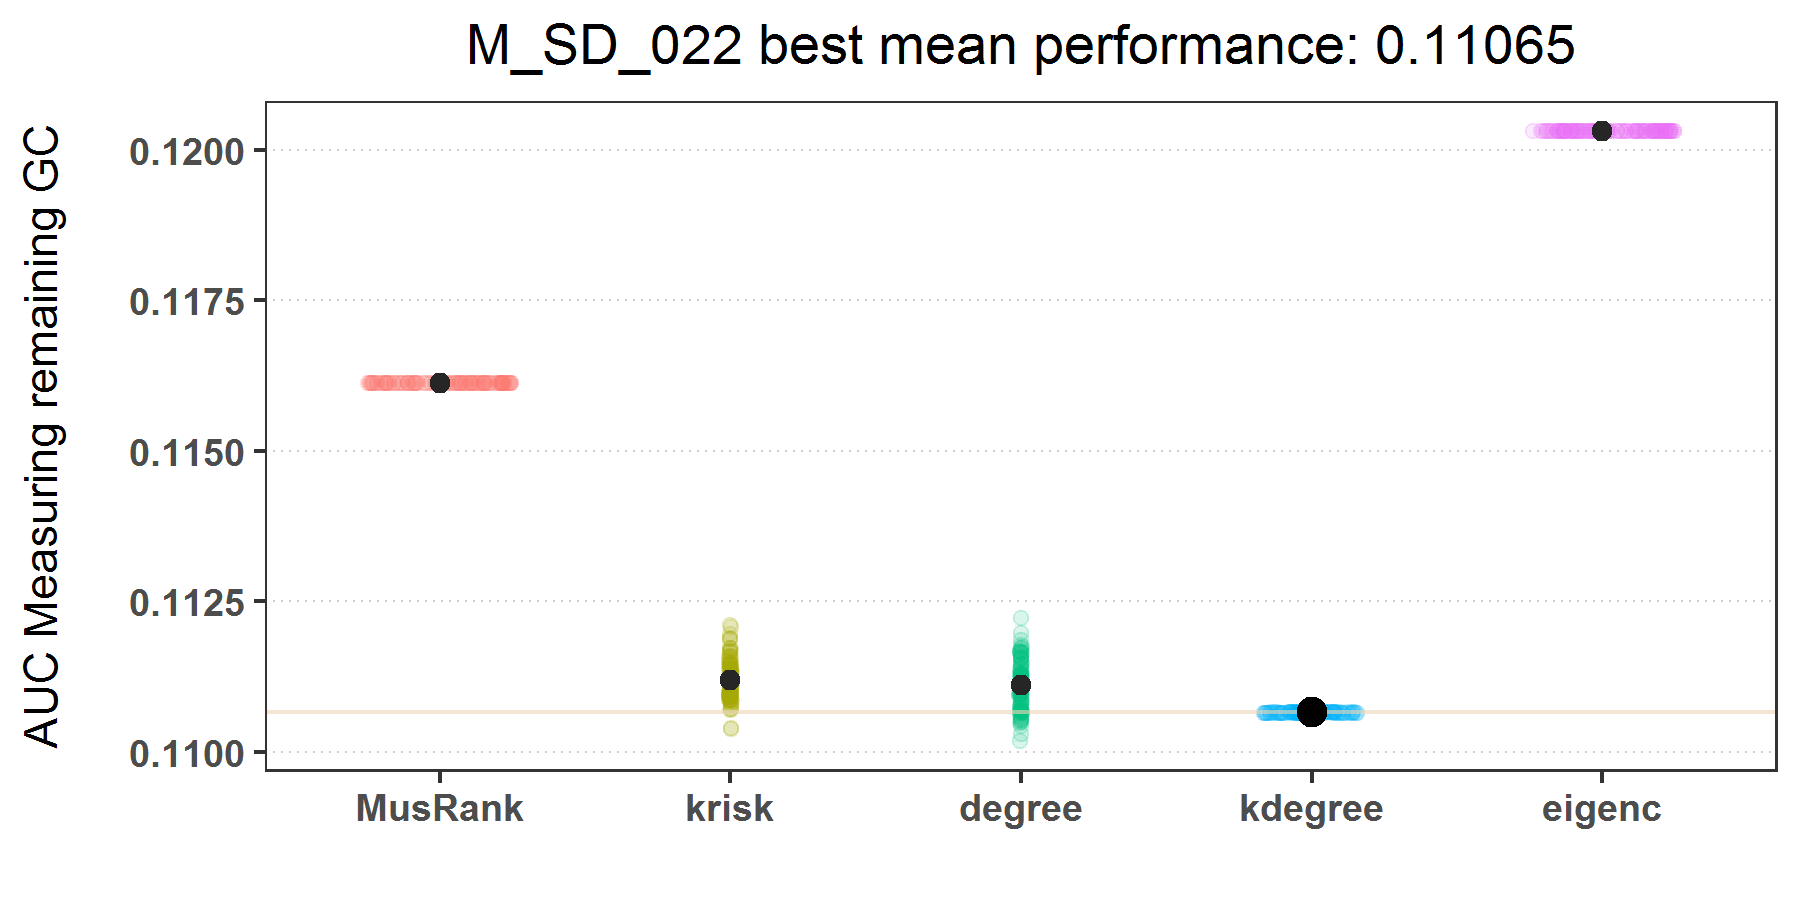 M_SD_022 best mean performance: 0.11065
AUC Measuring remaining GC
0.1200
0.1175
0.1150
0.1125
0.1100
MusRank krisk degree kdegree eigenc